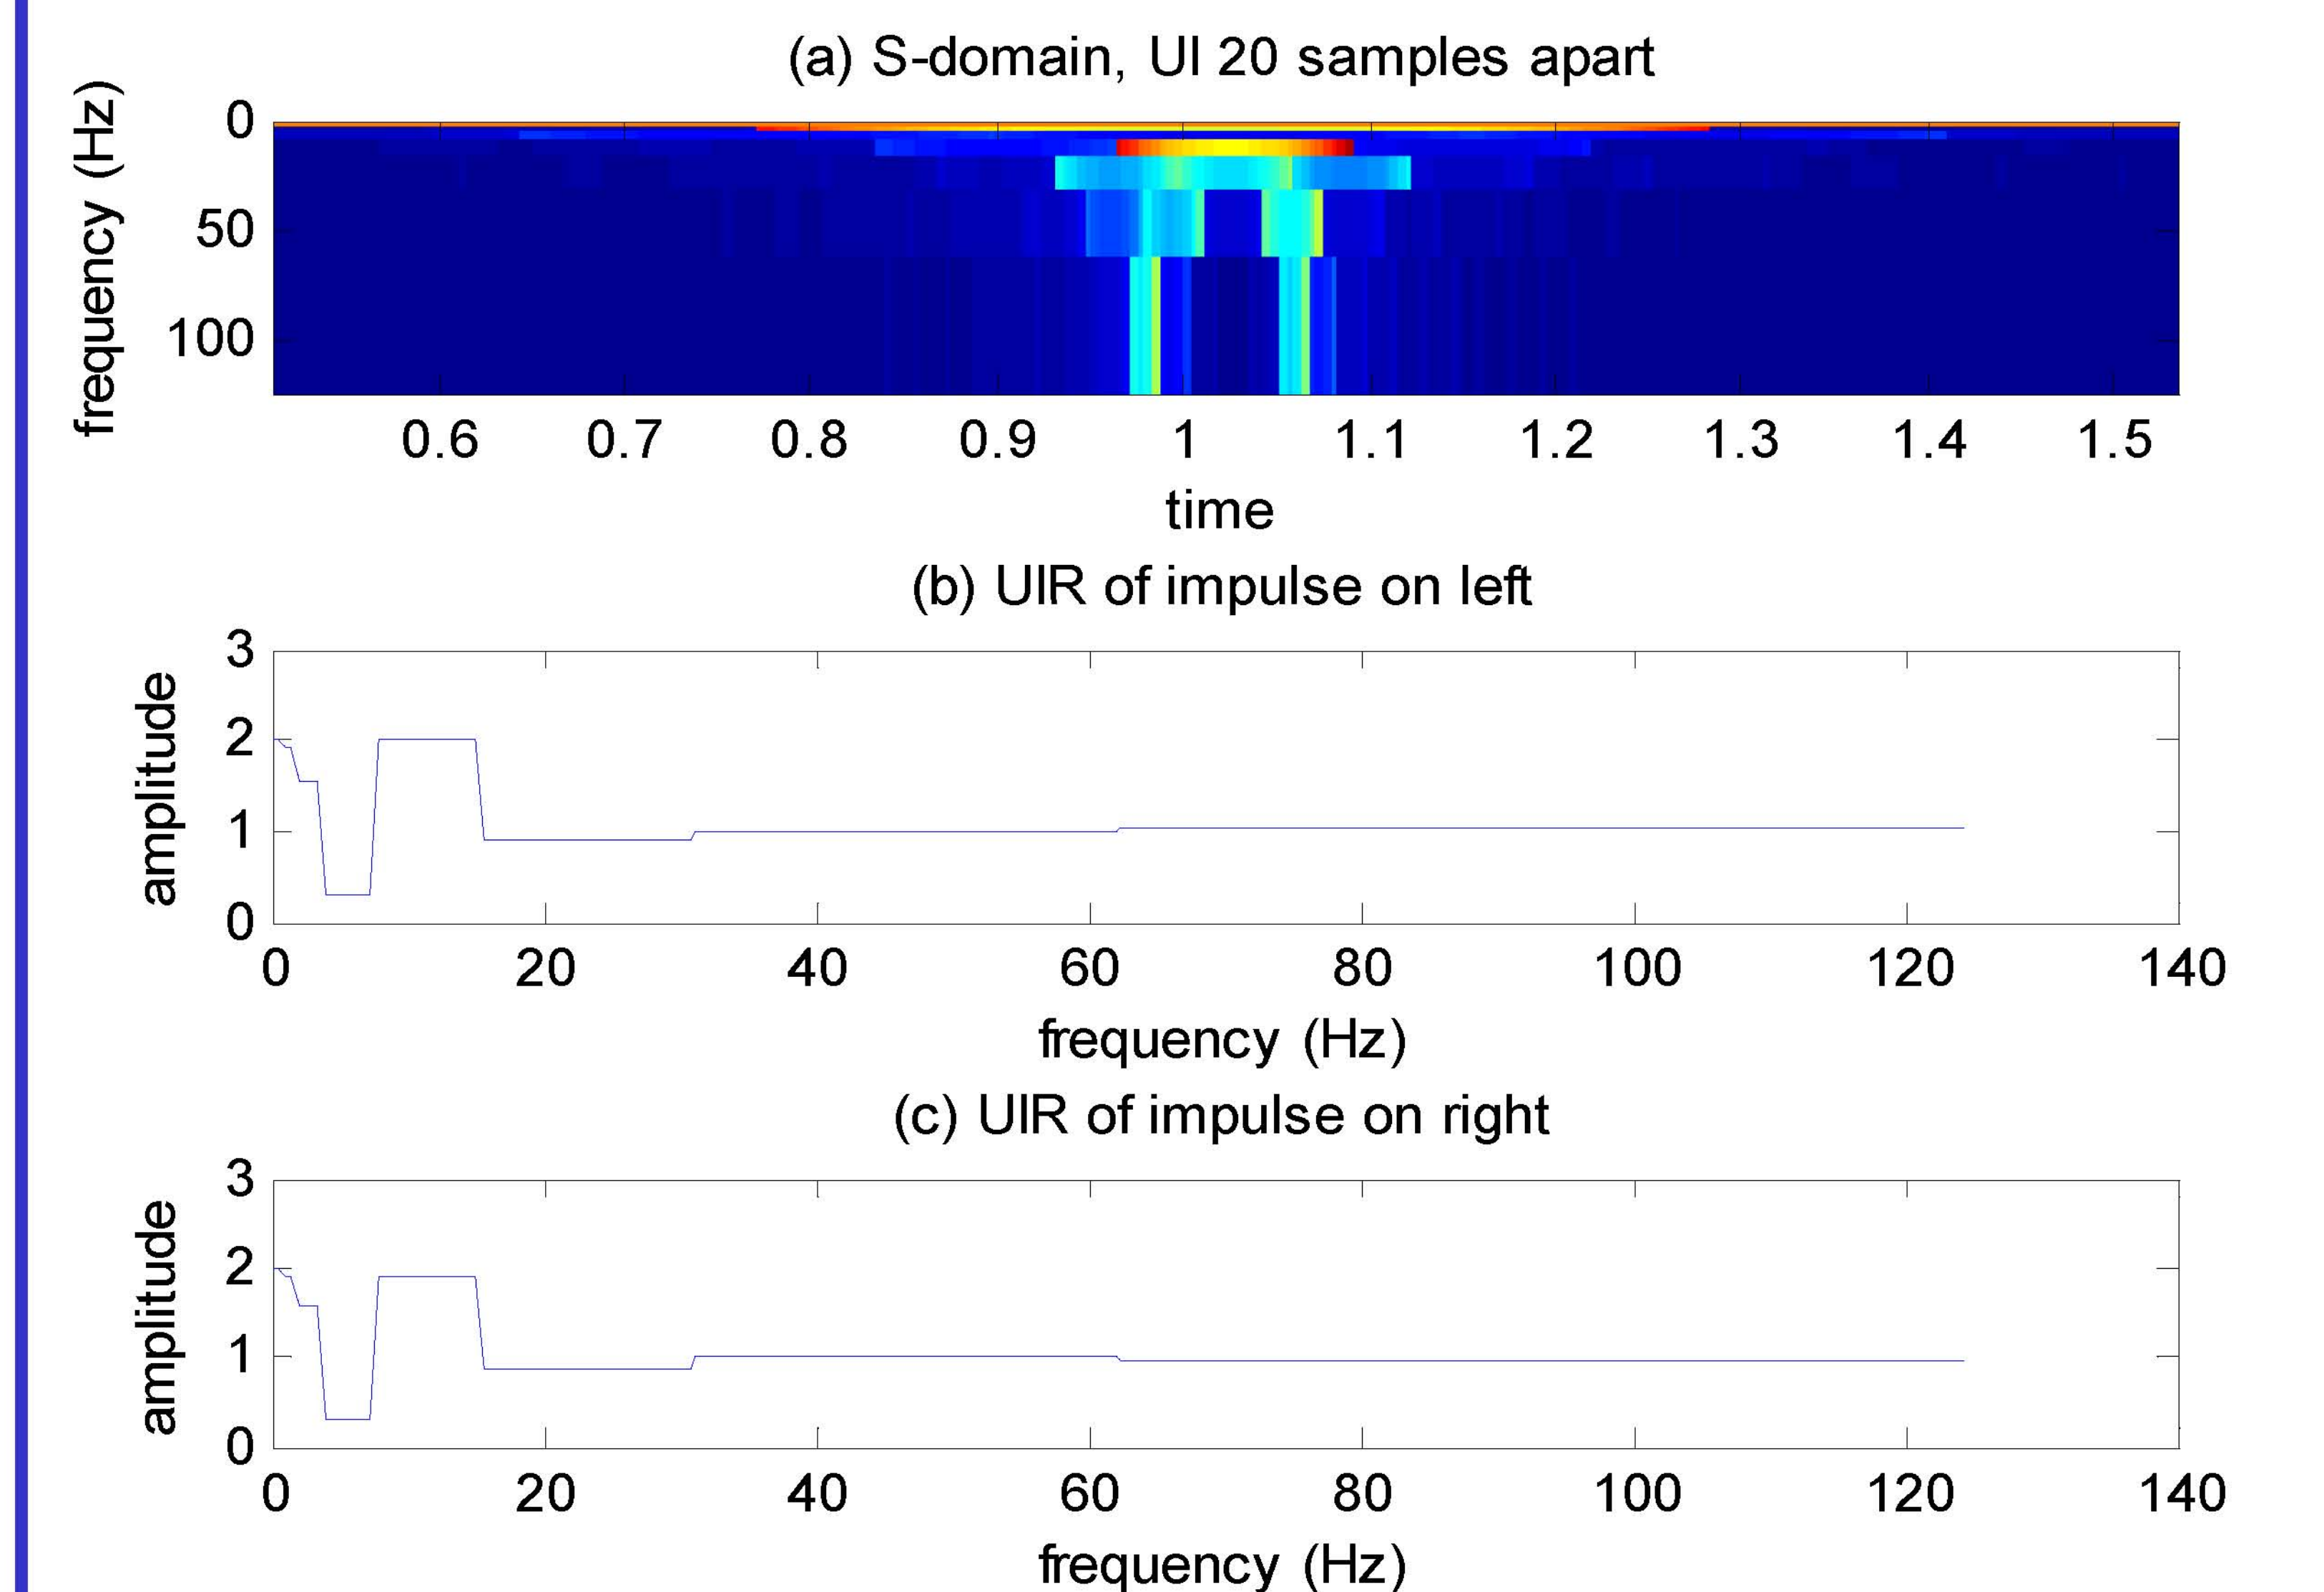 (a) S-domain, UI 20 samples apart
frequency (Hz)
0
50
100
0.6 0.7 0.8 0.9 1 1.1 1.2 1.3 1.4 1.5
time
(b) UIR of impulse on left
amplitude
3
2
1
0
0 20 40 60 80 100 120 140
frequency (Hz)
(c) UIR of impulse on right
amplitude
3
2
1
0
0 20 40 60 80 100 120 140
frequency (Hz)